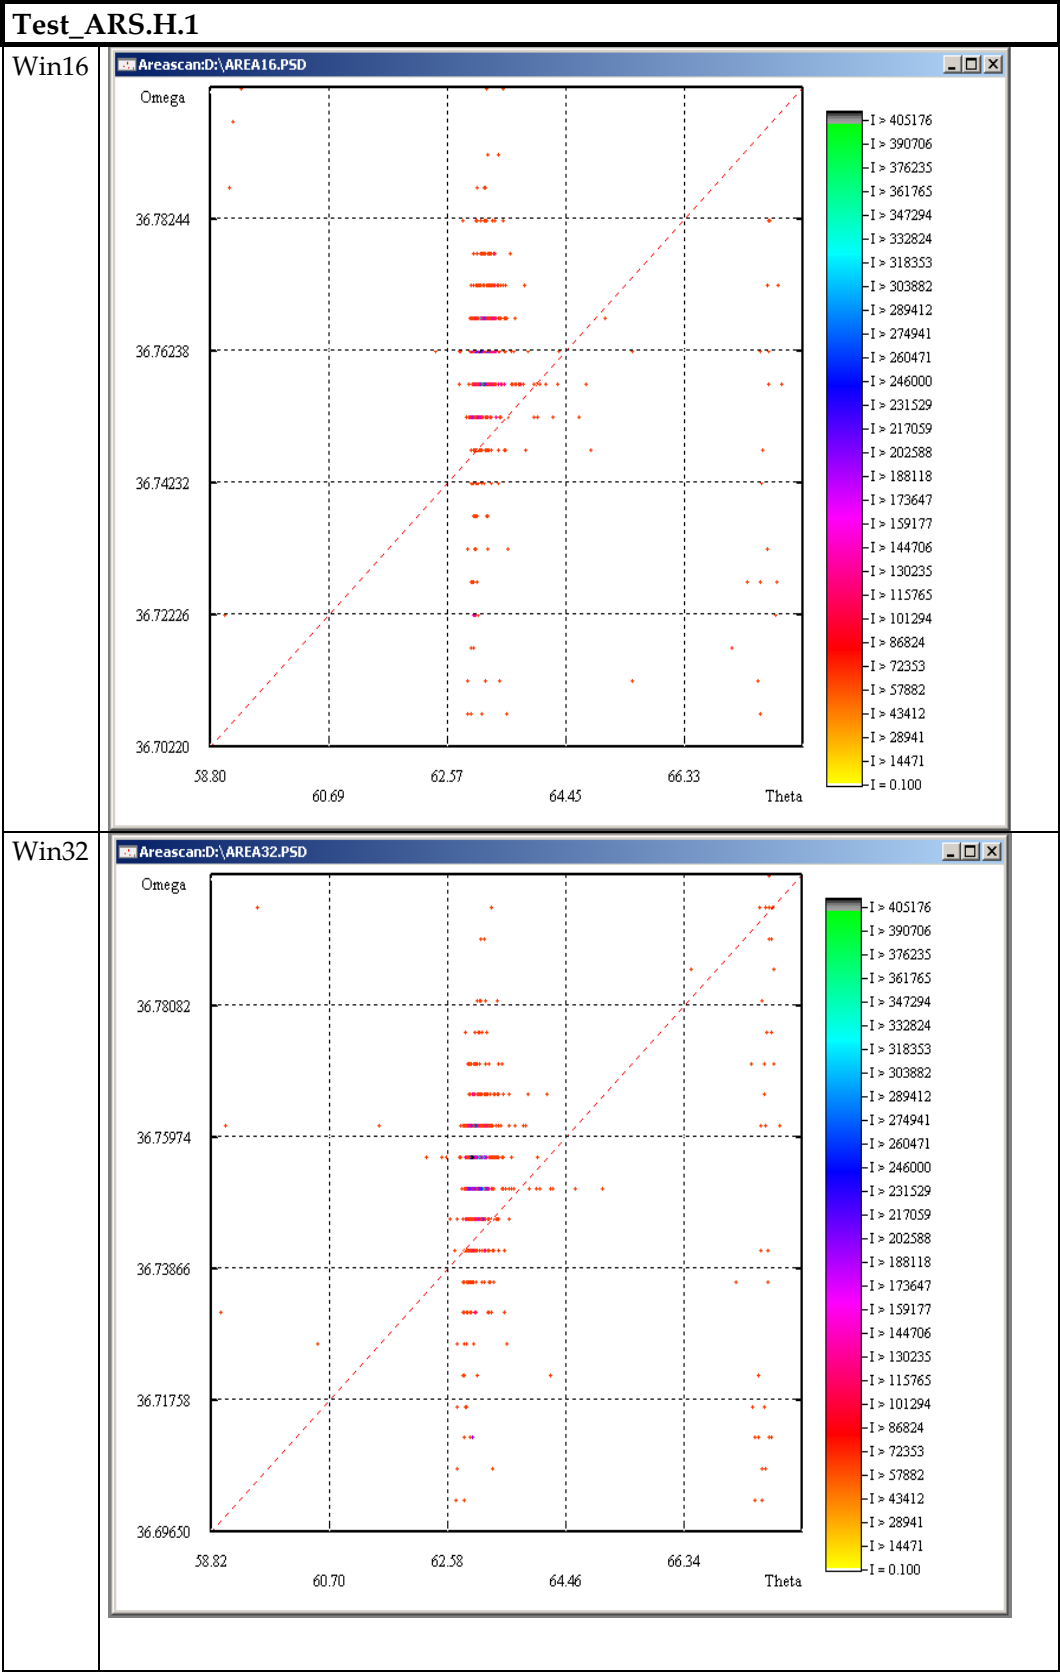 Test_ARS.H.1
Win16
Areascan:D:\AREA16.PSD
Omega
36.78244
36.76238
36.74232
36.72226
36.70220
58.80
62.57
66.33
60.69
64.45
Theta
I > 405176
I > 390706
I > 376235
I > 361765
I > 347294
I > 332824
I > 318353
I > 303882
I > 289412
I > 274941
I > 260471
I > 246000
I > 231529
I > 217059
I > 202588
I > 188118
I > 173647
I > 159177
I > 144706
I > 130235
I > 115765
I > 101294
I > 86824
I > 72353
I > 57882
I > 43412
I > 28941
I > 14471
I = 0.100
Win32
Areascan:D:\AREA32.PSD
Omega
36.78082
36.75974
36.73866
36.71758
36.69650
58.82
62.58
66.34
60.70
64.46
Theta
I > 405176
I > 390706
I > 376235
I > 361765
I > 347294
I > 332824
I > 318353
I > 303882
I > 289412
I > 274941
I > 260471
I > 246000
I > 231529
I > 217059
I > 202588
I > 188118
I > 173647
I > 159177
I > 144706
I > 130235
I > 115765
I > 101294
I > 86824
I > 72353
I > 57882
I > 43412
I > 28941
I > 14471
I = 0.100